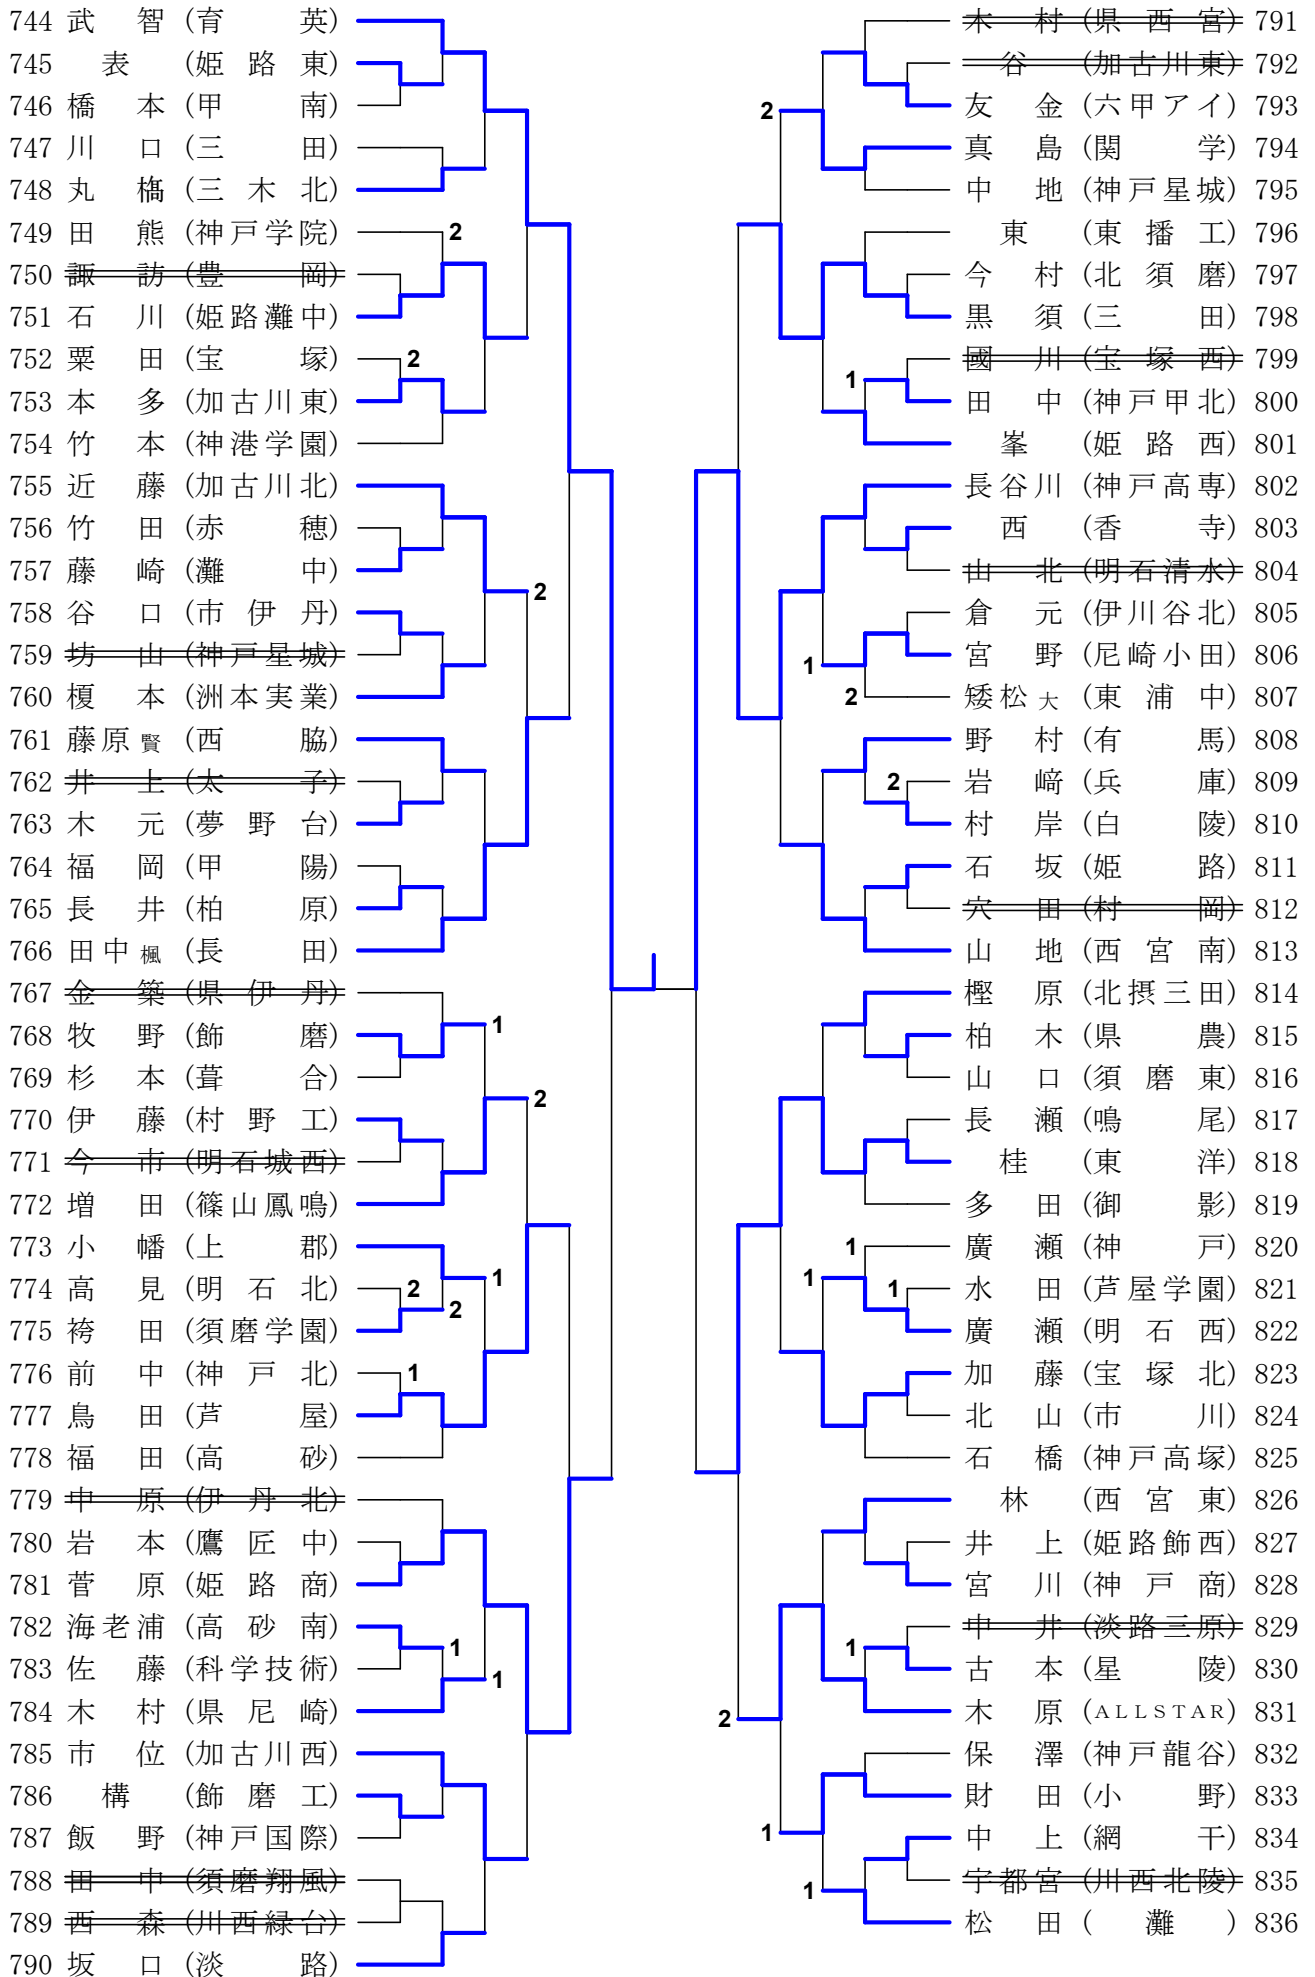 744 武智 (育英)
745 表 (姫路東)
746 橋本 (甲南)
747 川口 (三田)
748 丸橋 (三木北)
749 田熊 (神戸学院) 2
750 諏訪 (豊岡)
751 石川 (姫路灘中)
752 栗田 (宝塚) 2
753 本多 (加古川東)
754 竹本 (神港学園)
755 近藤 (加古川北)
756 竹田 (赤穂)
757 藤崎 (灘中)
2
758 谷口 (市伊丹)
759 坊山 (神戸星城)
760 榎本 (洲本実業)
761 藤原賢 (西脇)
762 井上 (太子)
763 木元 (夢野台)
764 福岡 (甲陽)
765 長井 (柏原)
766 田中楓 (長田)
767 金築 (県伊丹)
768 牧野 (飾磨) 1
769 杉本 (葺合)
2
770 伊藤 (村野工)
771 今市 (明石城西)
772 増田 (篠山鳳鳴)
773 小幡 (上郡)
1
774 高見 (明石北) 2
2
775 袴田 (須磨学園)
776 前中 (神戸北) 1
777 鳥田 (芦屋)
778 福田 (高砂)
779 中原 (伊丹北)
780 岩本 (鷹匠中)
781 菅原 (姫路商)
782 海老浦 (高砂南)
1
783 佐藤 (科学技術)
1
784 木村 (県尼崎)
785 市位 (加古川西)
786 構 (飾磨工)
787 飯野 (神戸国際)
788 田中 (須磨翔風)
789 西森 (川西緑台)
790 坂口 (淡路)
木村 (県西宮) 791
谷 (加古川東) 792
2 友金 (六甲アイ) 793
真島 (関学) 794
中地 (神戸星城) 795
東 (東播工) 796
今村 (北須磨) 797
黒須 (三田) 798
國川 (宝塚西) 799
1
田中 (神戸甲北) 800
峯 (姫路西) 801
長谷川 (神戸高専) 802
西 (香寺) 803
山北 (明石清水) 804
倉元 (伊川谷北) 805
宮野 (尼崎小田) 806
1
2 矮松大 (東浦中) 807
野村 (有馬) 808
2 岩﨑 (兵庫) 809
村岸 (白陵) 810
石坂 (姫路) 811
穴田 (村岡) 812
山地 (西宮南) 813
樫原 (北摂三田) 814
柏木 (県農) 815
山口 (須磨東) 816
長瀬 (鳴尾) 817
桂 (東洋) 818
多田 (御影) 819
1 廣瀬 (神戸) 820
1
1 水田 (芦屋学園) 821
廣瀬 (明石西) 822
加藤 (宝塚北) 823
北山 (市川) 824
石橋 (神戸高塚) 825
林 (西宮東) 826
井上 (姫路飾西) 827
宮川 (神戸商) 828
中井 (淡路三原) 829
1
古本 (星陵) 830
木原 (ALLSTAR) 831
2
保澤 (神戸龍谷) 832
財田 (小野) 833
1 中上 (網干) 834
宇都宮 (川西北陵) 835
1
松田 (灘) 836